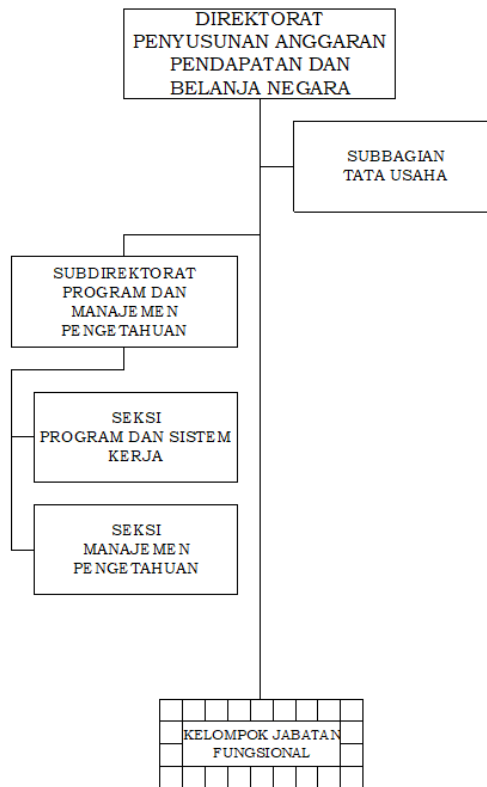 DIREKTORAT
PENYUSUNAN ANGGARAN
PENDAPATAN DAN
BELANJA NEGARA
SUBBAGIAN
TATA USAHA
SUBDIREKTORAT
PROGRAM DAN
MANAJEMEN
PENGETAHUAN
SEKSI
PROGRAM DAN SISTEM
KERJA
SEKSI
MANAJEMEN
PENGETAHUAN
KELOMPOK JABATAN
FUNGSIONAL